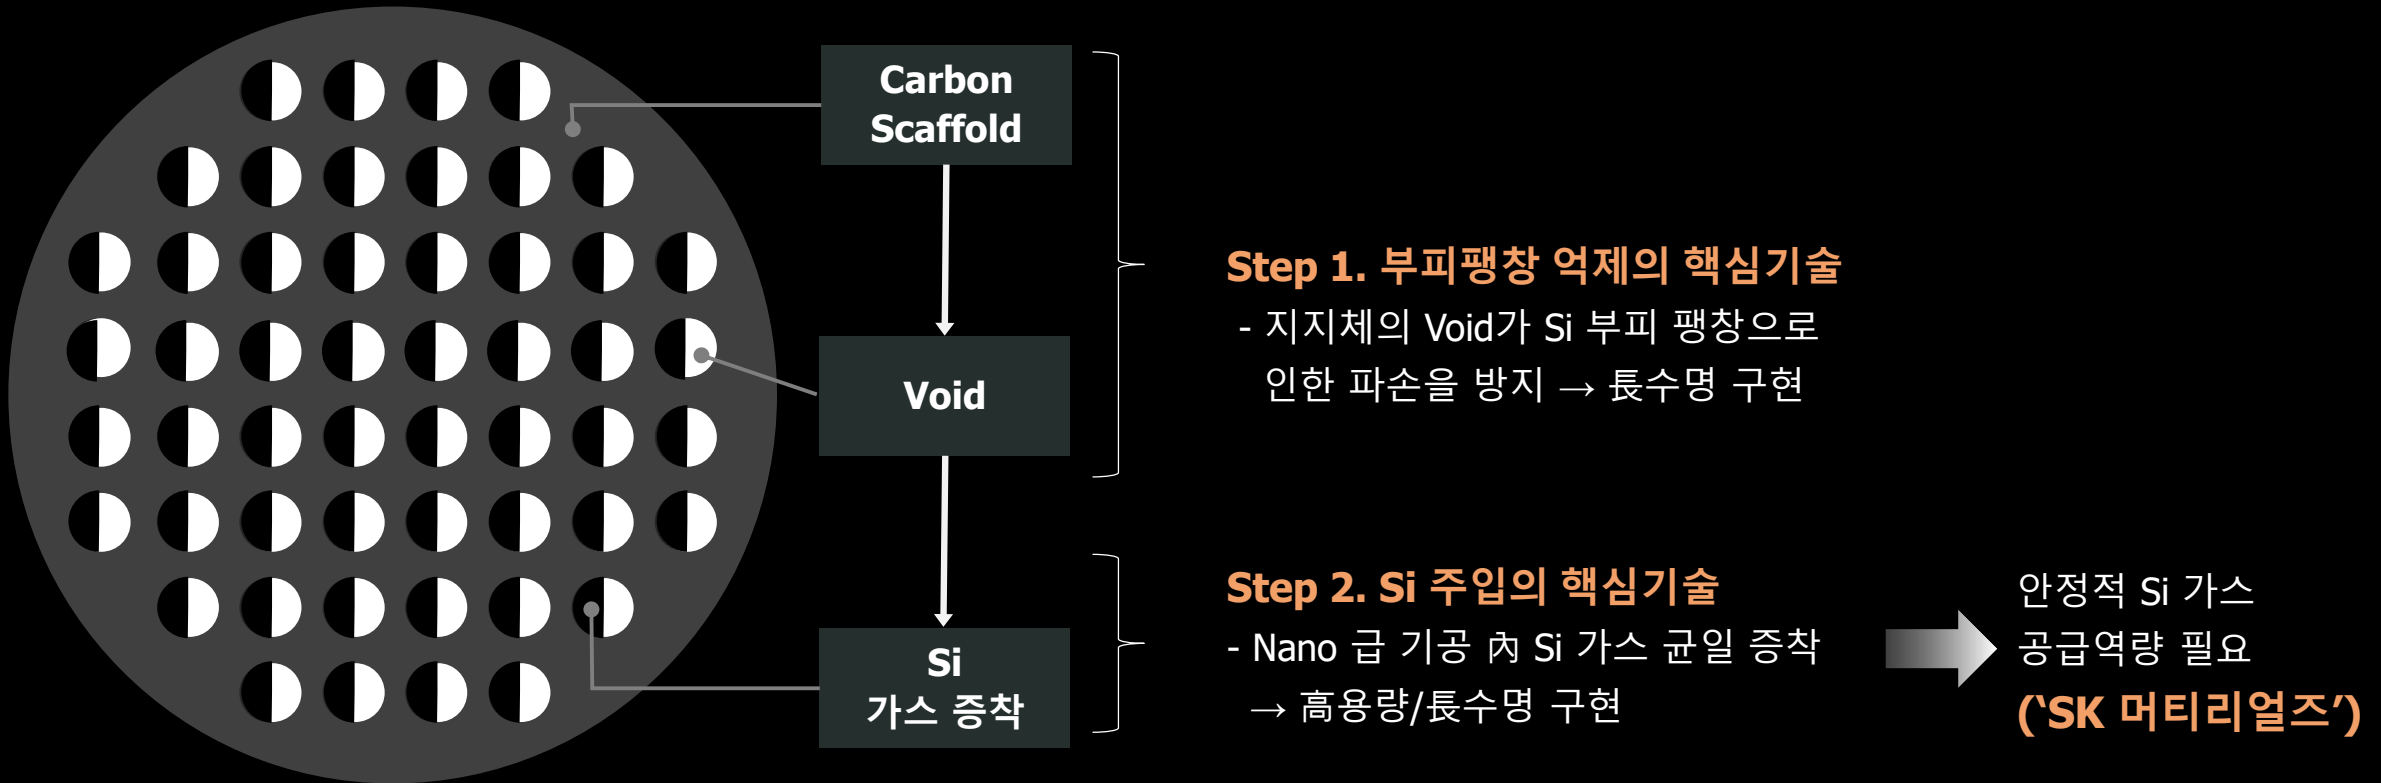 Carbon
Scaffold
Void
Si
가스 증착
Step 1. 부피팽창 억제의 핵심기술
- 지지체의 Void가 Si 부피 팽창으로
인한 파손을 방지 → 長수명 구현
Step 2. Si 주입의 핵심기술
- Nano 급 기공 內 Si 가스 균일 증착
→ 高용량/長수명 구현
안정적 Si 가스
공급역량 필요
(‘SK 머티리얼즈’)